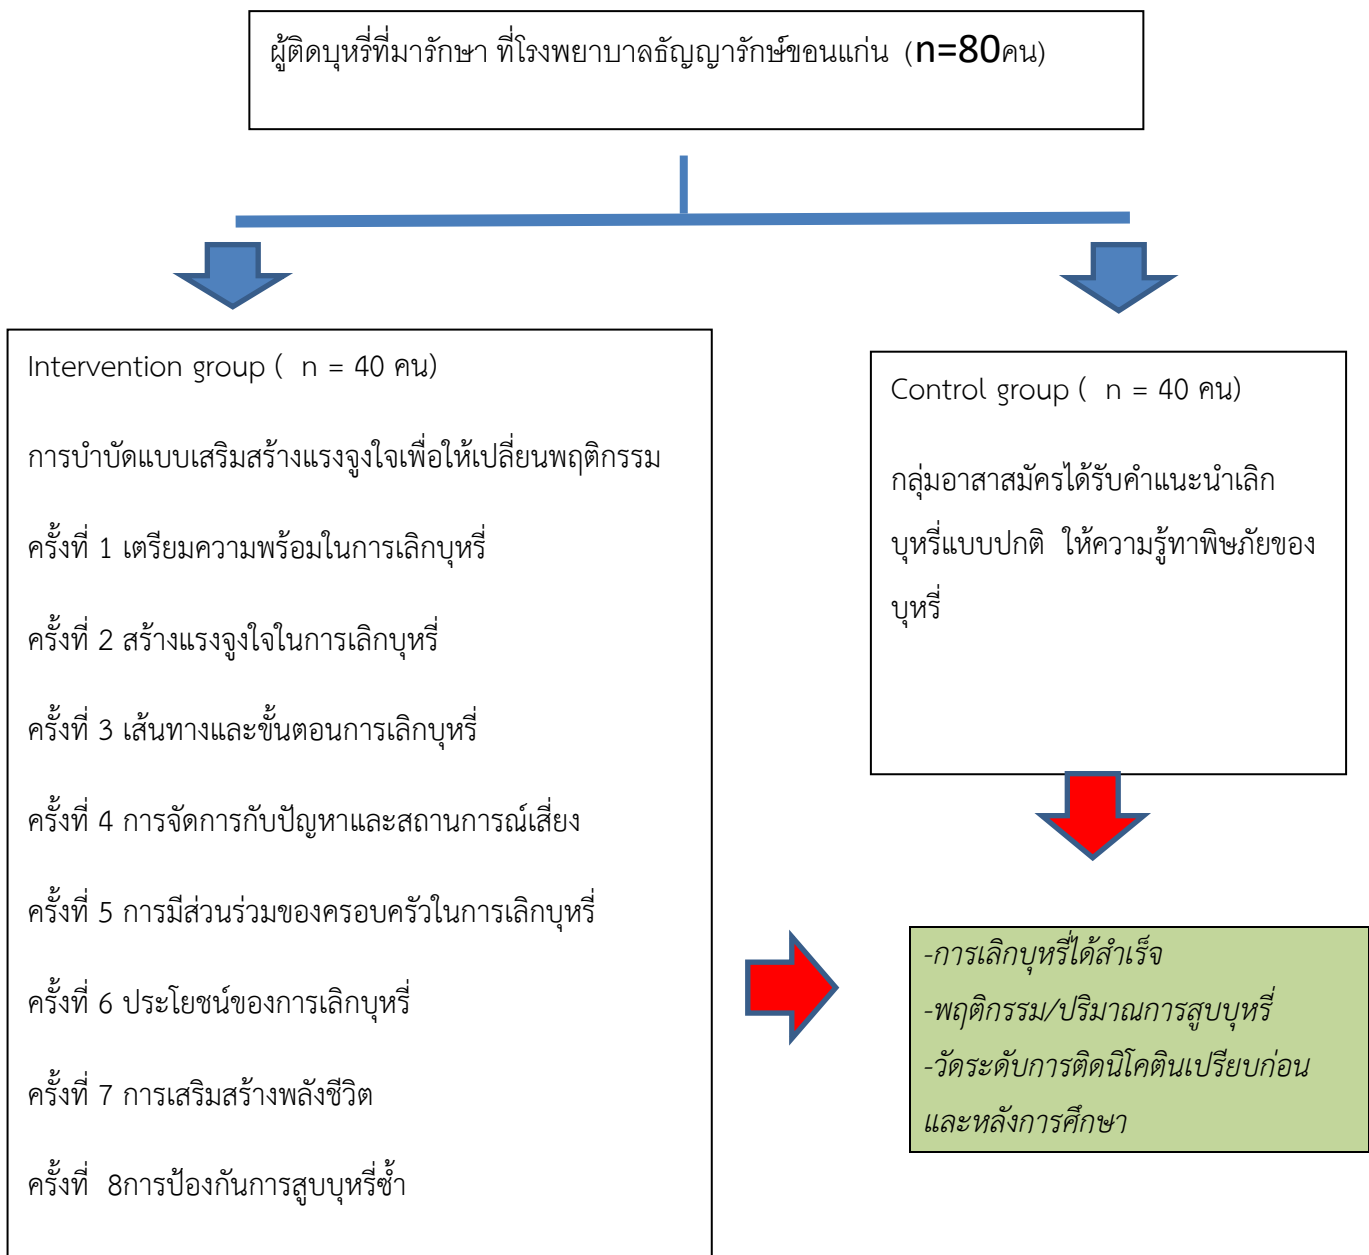 ผู้ติดบุหรี่ที่มารักษา ที่โรงพยาบาลธัญญารักษ์ขอนแก่น (n=80คน)
Intervention group ( n = 40 คน)
การบำบัดแบบเสริมสร้างแรงจูงใจเพื่อให้เปลี่ยนพฤติกรรม
ครั้งที่ 1 เตรียมความพร้อมในการเลิกบุหรี่
ครั้งที่ 2 สร้างแรงจูงใจในการเลิกบุหรี่
ครั้งที่ 3 เส้นทางและขั้นตอนการเลิกบุหรี่
ครั้งที่ 4 การจัดการกับปัญหาและสถานการณ์เสี่ยง
ครั้งที่ 5 การมีส่วนร่วมของครอบครัวในการเลิกบุหรี่
ครั้งที่ 6 ประโยชน์ของการเลิกบุหรี่
ครั้งที่ 7 การเสริมสร้างพลังชีวิต
ครั้งที่ 8การป้องกันการสูบบุหรี่ซ้ำ
Control group ( n = 40 คน)
กลุ่มอาสาสมัครได้รับคำแนะนำเลิก
บุหรี่แบบปกติ ให้ความรู้ทาพิษภัยของ
บุหรี่
-การเลิกบุหรี่ได้สำเร็จ
-พฤติกรรม/ปริมาณการสูบบุหรี่
-วัดระดับการติดนิโคตินเปรียบก่อน
และหลังการศึกษา